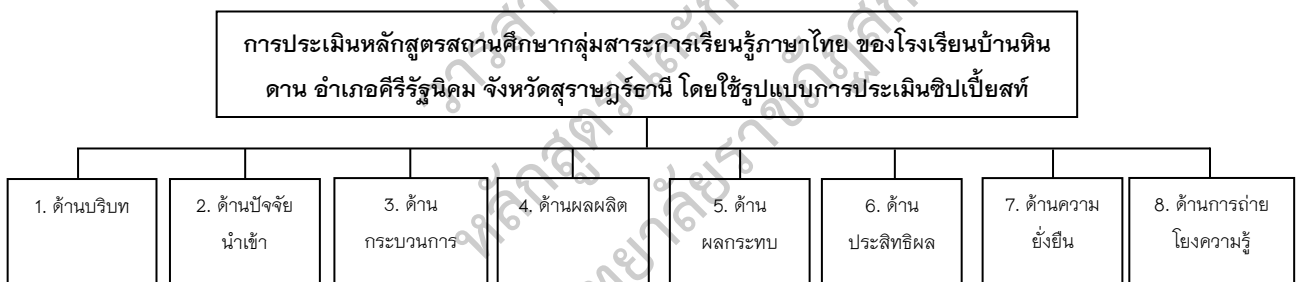 การประเมินหลักสูตรสถานศึกษากลุ่มสาระการเรียนรู้ภาษาไทย ของโรงเรียนบ้านหิน
ดาน อำเภอคีรีรัฐนิคม จังหวัดสุราษฎร์ธานี โดยใช้รูปแบบการประเมินซิปเปี้ยสท์
1. ด้านบริบท
2. ด้านปัจจัย
นำเข้า
3. ด้าน
กระบวนการ
4. ด้านผลผลิต
5. ด้าน
ผลกระทบ
6. ด้าน
ประสิทธิผล
7. ด้านความ
ยั่งยืน
8. ด้านการถ่าย
โยงความรู้